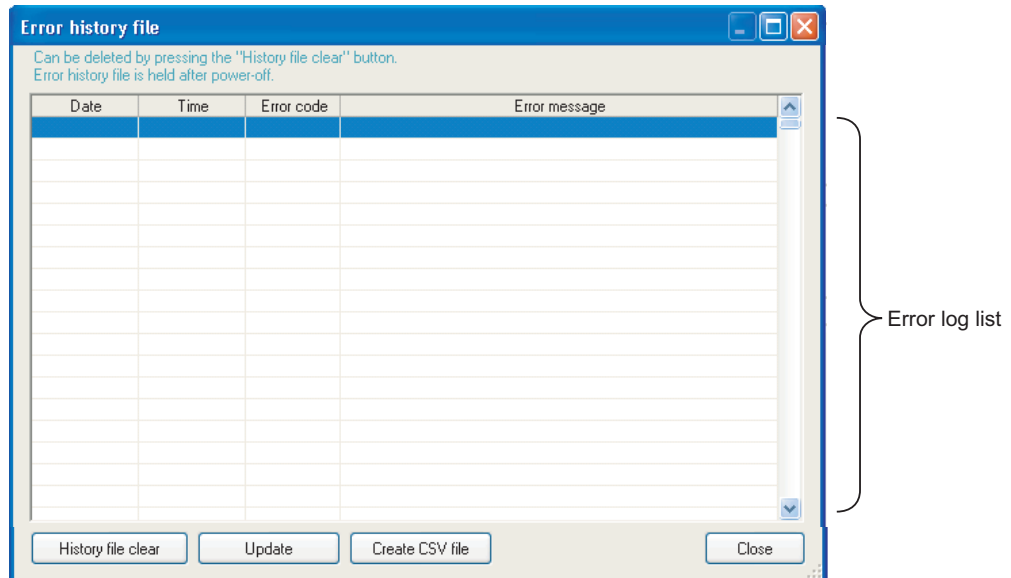 Error history file
Can be deleted by pressing the "History file clear" button.
Error history file is held after power-off.
Date Time Error code Error message
Error log list
History file clear Update Create CSV file Close